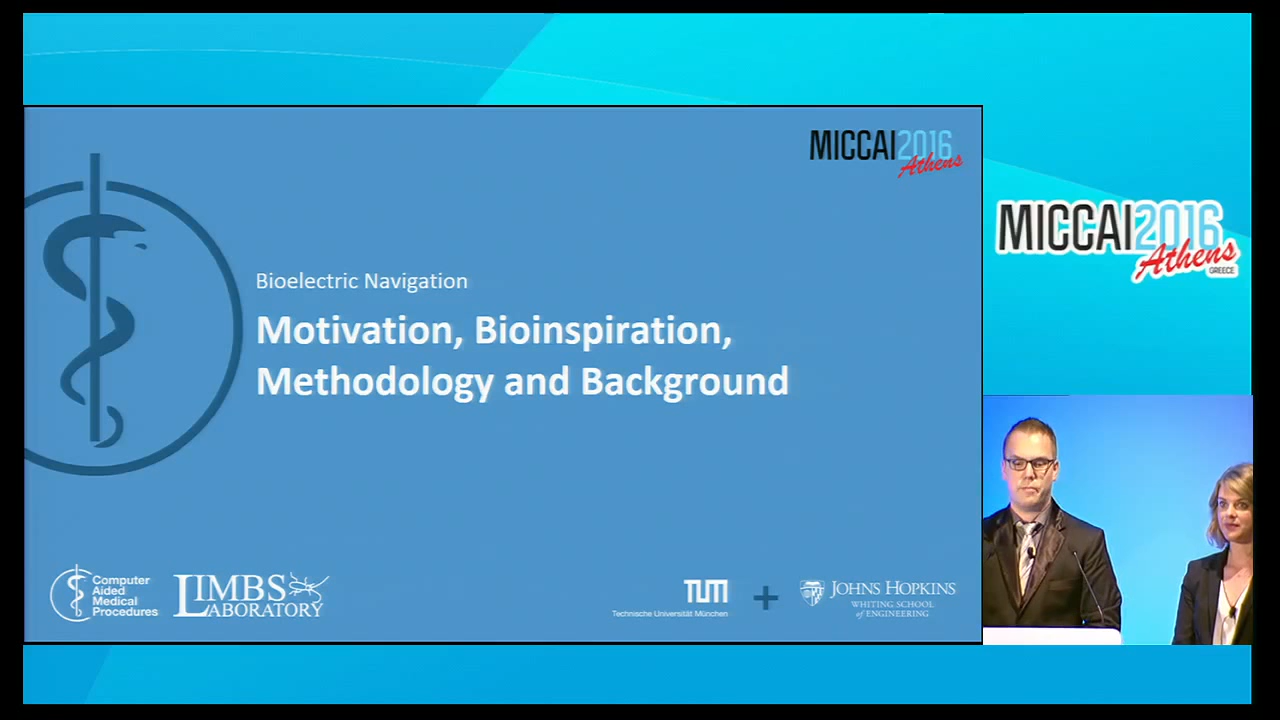 MICCAI2016
Athens
Bioelectric Navigation
Motivation, Bioinspiration,
Methodology and Background
Computer
Aided
Medical
Procedures
LIMBS
LABORATORY
TUM
Technische Universität München
+
JOHNS HOPKINS
WHITING SCHOOL
of ENGINEERING
MICCAI2016
Athens
GREECE